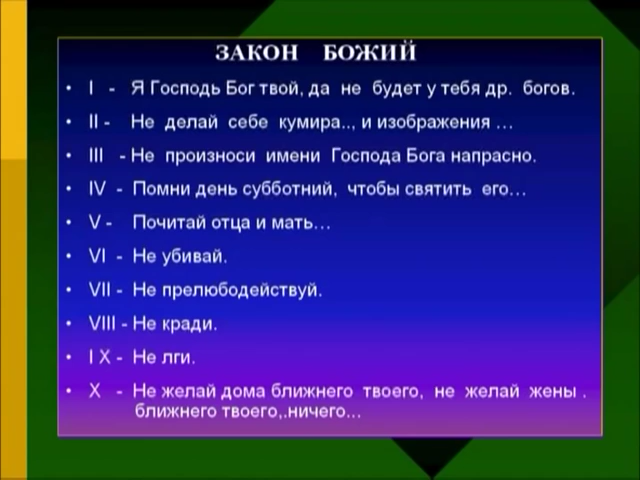 ЗАКОН БОЖИЙ
• I - Я Господь Бог твой, да не будет у тебя др. богов.
• II - Не делай себе кумира.., и изображения ...
• III - Не произноси имени Господа Бога напрасно.
• IV - Помни день субботний, чтобы святить его...
• V - Почитай отца и мать...
• VI - Не убивай.
• VII - Не прелюбодействуй.
• VIII - Не кради.
• I X - Не лги.
• X - Не желай дома ближнего твоего, не желай жены .
ближнего твоего,.ничего...